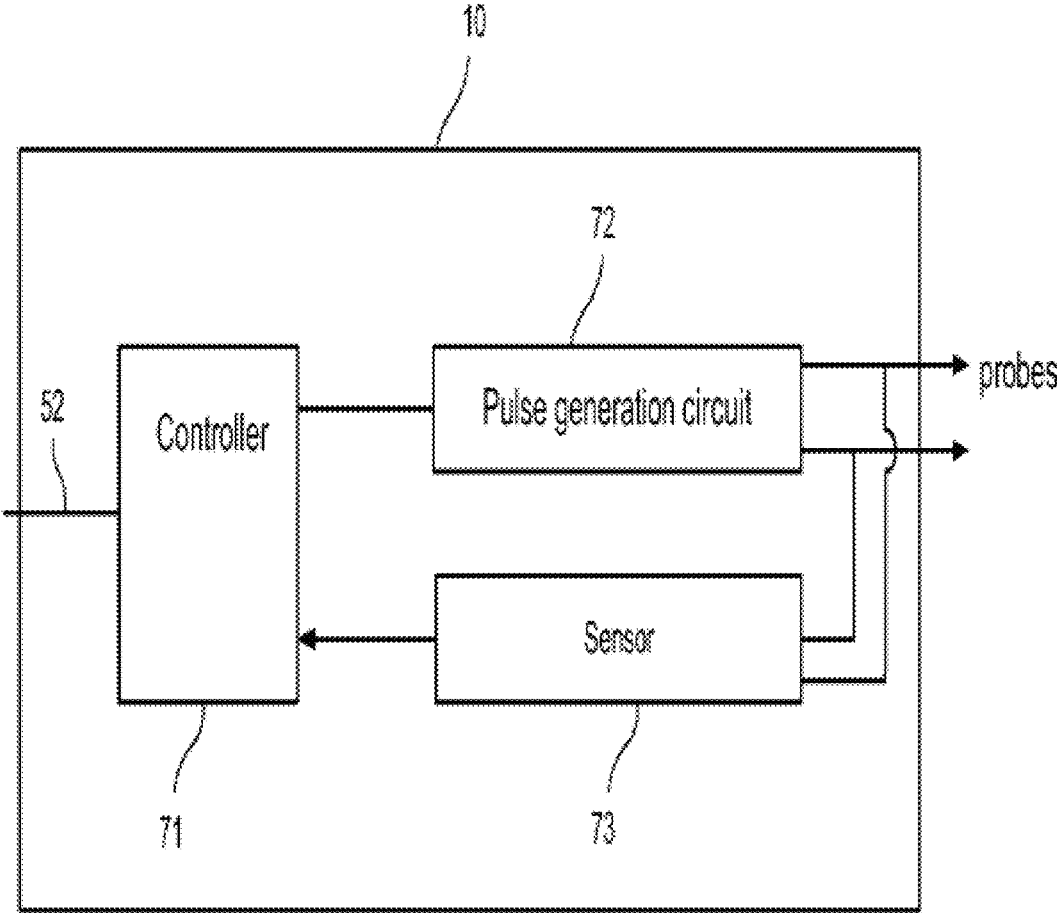 10
72
probes
52
Controller
Pulse generation circuit
Sensor
71
73